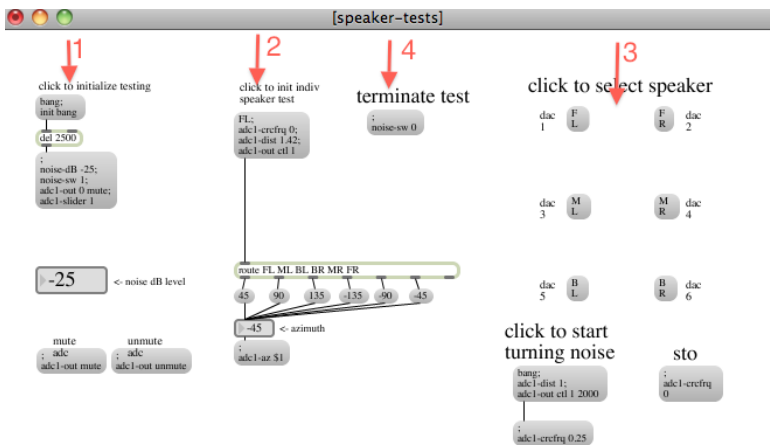 [speaker-tests]
1
2
4
3
click to initialize testing
bang;
init bang
del 2500
;
noise-dB -25;
noise-sw 1;
adc1-out 0 mute;
adc1-slider 1
-25
<- noise dB level
mute
; adc
adc1-out mute
unmute
; adc
adc1-out unmute
click to init indiv
speaker test
FL;
adc1-crcfrq 0;
adc1-dist 1.42;
adc1-out ctl 1
route FL ML BL BR MR FR
45 90 135 -135 -90 -45
-45
<- azimuth
;
adc1-az $1
terminate test
;
noise-sw 0
click to select speaker
dac
1
F
L
F
R
dac
2
dac
3
M
L
M
R
dac
4
dac
5
B
L
B
R
dac
6
click to start
turning noise
bang;
adc1-dist 1;
adc1-out ctl 1 2000
;
adc1-crcfrq 0.25
sto
;
adc1-crcfrq
0